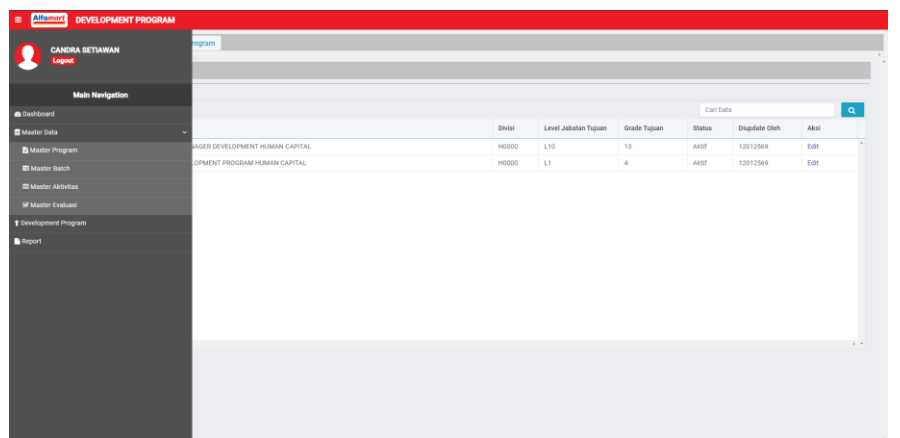 Alfamart DEVELOPMENT PROGRAM
CANDRA SETIAWAN
Logout
Main Navigation
Dashboard
Master Data
Master Program
Master Batch
Master Aktivitas
Master Evaluasi
Development Program
Report
rogram
Cari Data
Divisi Level Jabatan Tujuan Grade Tujuan Status Diupdate Oleh Aksi
NAGER DEVELOPMENT HUMAN CAPITAL H0000 L10 13 Aktif 12012569 Edit
LOPMENT PROGRAM HUMAN CAPITAL H0000 L1 4 Aktif 12012569 Edit